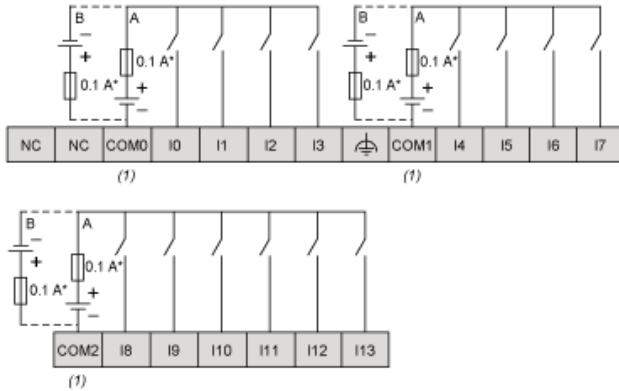 B A B A
− −
+ 0.1 A* + 0.1 A*
0.1 A* + 0.1 A* +
− −
NC NC COM0 I0 I1 I2 I3 COM1 I4 I5 I6 I7
(1) (1)
B A
−
+ 0.1 A*
0.1 A* +
−
COM2 I8 I9 I10 I11 I12 I13
(1)